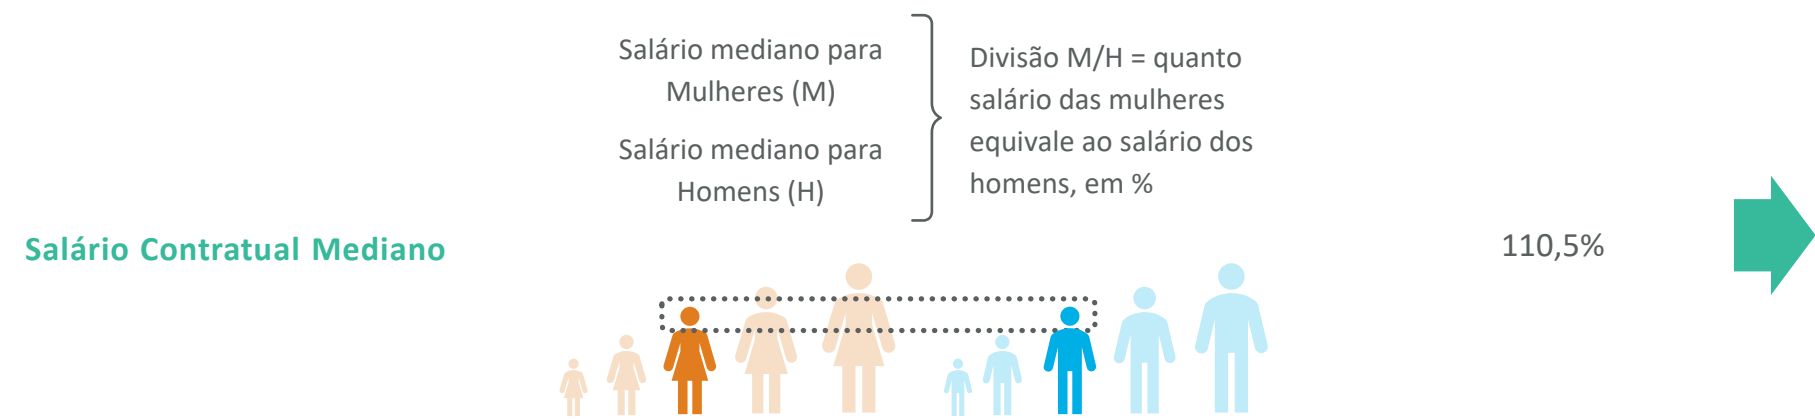 Salário mediano para
Mulheres (M)
Salário mediano para
Homens (H)
Divisão M/H = quanto
salário das mulheres
equivale ao salário dos
homens, em %
Salário Contratual Mediano
110,5%